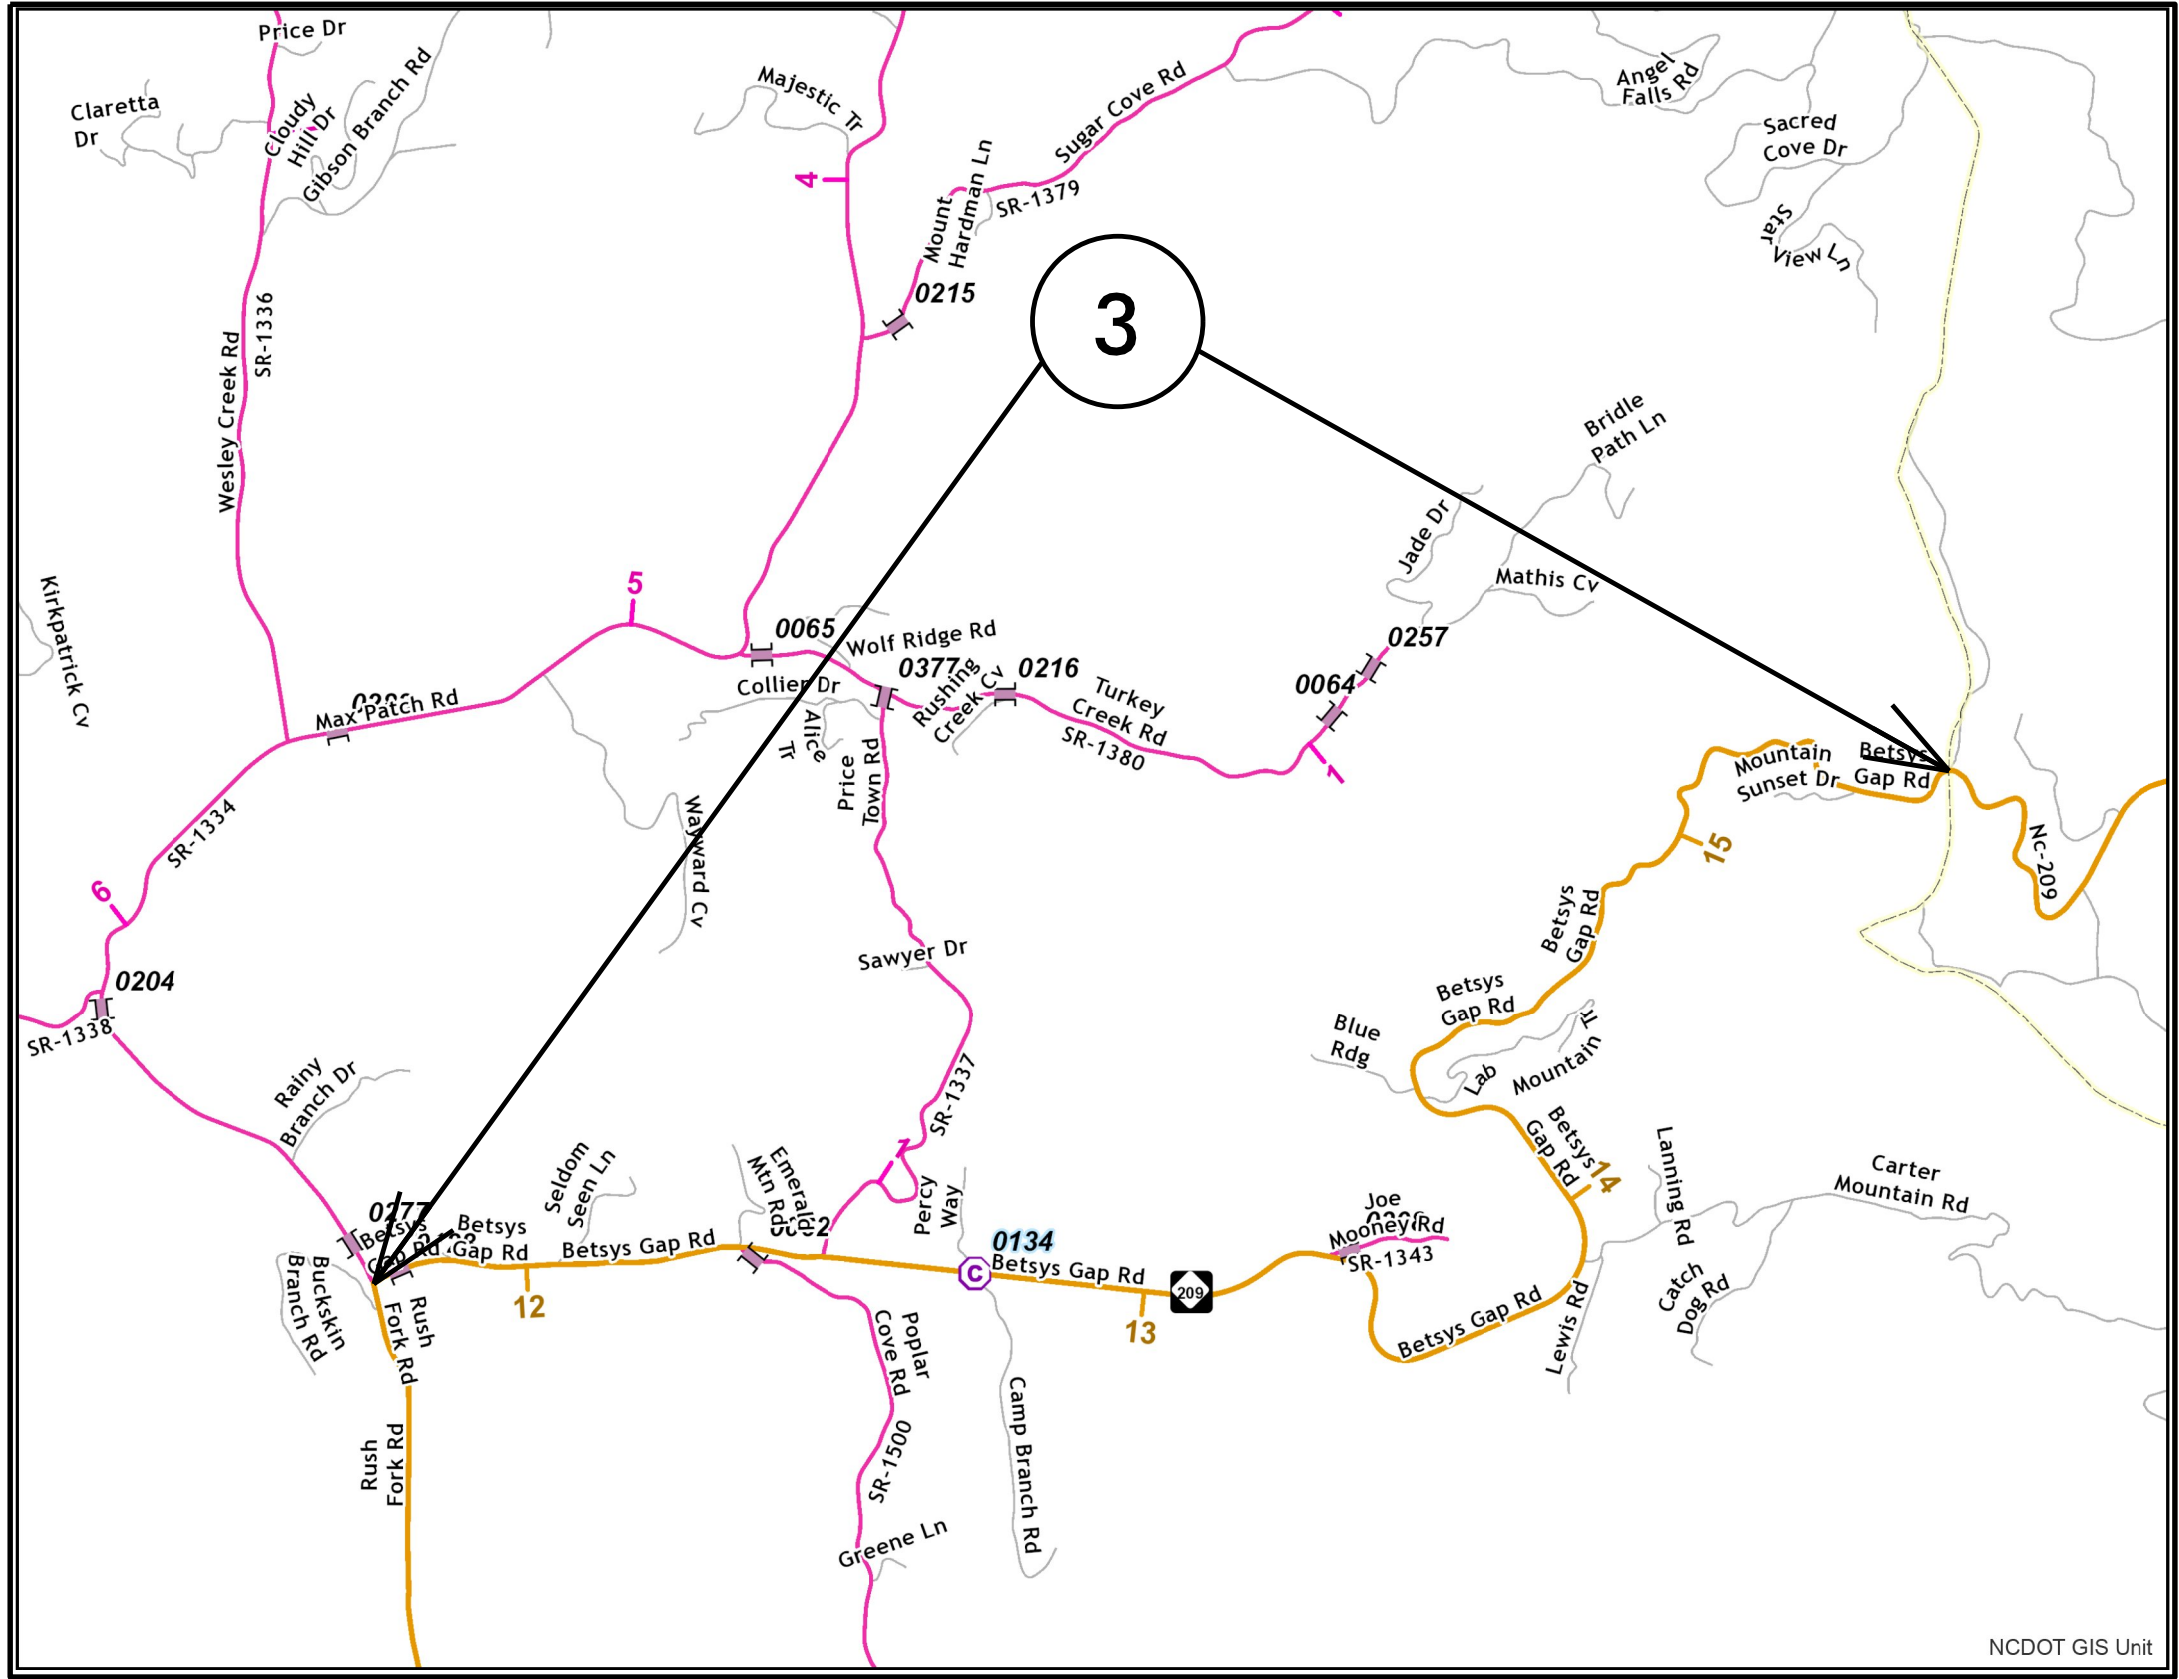 Price Dr
Claretta
Dr
Cloudy
Hill Dr
Gibson Branch Rd
Majestic Tr
Sugar Cove Rd
Angel
Falls Rd
Sacred
Cove Dr
Star
View Ln
4
Mount
Hardman Ln
SR-1379
0215
3
SR-1336
Wesley Creek Rd
Bridle
Path Ln
Jade Dr
Mathis Cv
Kirkpatrick Cv
5
0065
Wolf Ridge Rd
0377
Rushing
Creek Cv
0216
Collier Dr
Alice
Tr
Price
Town Rd
Turkey
Creek Rd
SR-1380
0064
0257
1
Max Patch Rd
SR-1334
Wayward Cv
Mountain
Sunset Dr
Betsys
Gap Rd
15
Nc-209
6
0204
SR-1338
Sawyer Dr
Betsys
Gap Rd
Betsys
Gap Rd
Blue
Rdg
Lab
Mountain
Tr
Rainy
Branch Dr
SR-1337
1
Betsys
Gap Rd
14
Lanning Rd
Carter
Mountain Rd
Seldom
Seen Ln
Emerald
Mtn Rd
Percy
Way
0277
Betsys
Gap Rd
Betsys
Gap Rd
Betsys Gap Rd
0134
C
Betsys Gap Rd
209
Joe
Mooney Rd
SR-1343
Catch
Dog Rd
Lewis Rd
Betsys Gap Rd
Buckskin
Branch Rd
Rush
Fork Rd
12
13
Poplar
Cove Rd
Camp Branch Rd
Rush
Fork Rd
SR-1500
Greene Ln
NCDOT GIS Unit